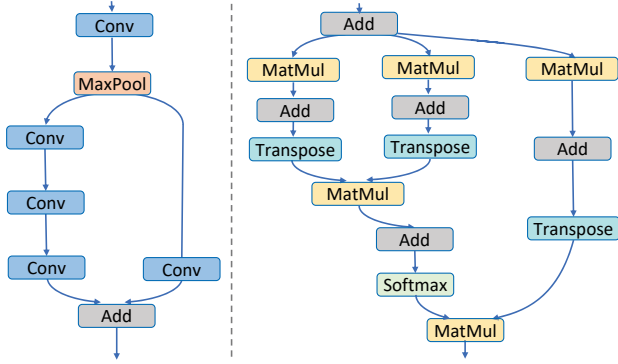 Conv
MaxPool
Conv
Conv
Conv
Conv
Add
Add
MatMul
MatMul
MatMul
Add
Add
Add
Transpose
Transpose
MatMul
Transpose
Add
Softmax
MatMul